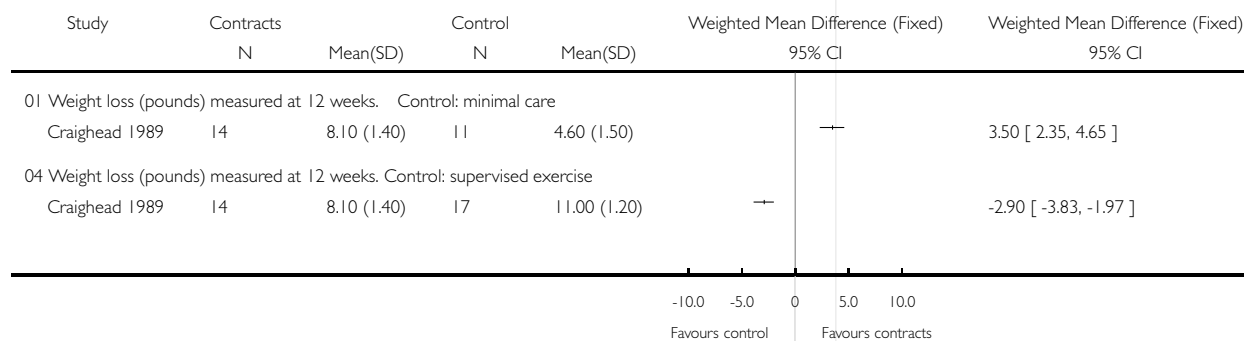 Study Contracts Control Weighted Mean Difference (Fixed) Weighted Mean Difference (Fixed)
N Mean(SD) N Mean(SD) 95% CI 95% CI
01 Weight loss (pounds) measured at 12 weeks. Control: minimal care
Craighead 1989 14 8.10 (1.40) 11 4.60 (1.50) 3.50 [ 2.35, 4.65 ]
04 Weight loss (pounds) measured at 12 weeks. Control: supervised exercise
Craighead 1989 14 8.10 (1.40) 17 11.00 (1.20) -2.90 [ -3.83, -1.97 ]
-10.0 -5.0 0 5.0 10.0
Favours control Favours contracts